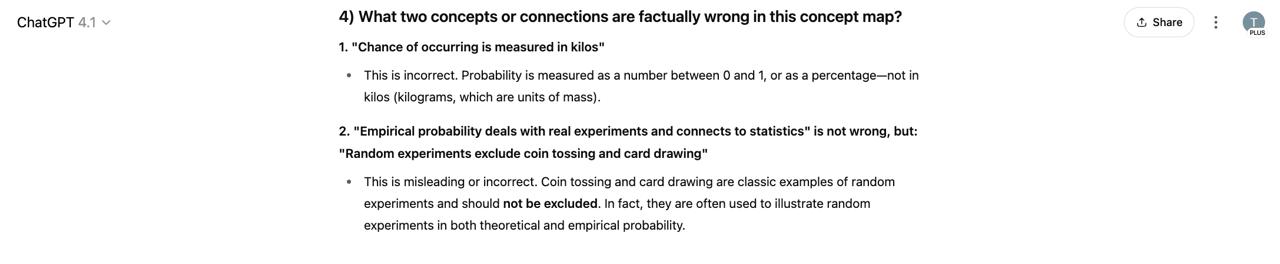 ChatGPT 4.1
4) What two concepts or connections are factually wrong in this concept map?
Share
T
PLUS
1. "Chance of occurring is measured in kilos"
• This is incorrect. Probability is measured as a number between 0 and 1, or as a percentage—not in
kilos (kilograms, which are units of mass).
2. "Empirical probability deals with real experiments and connects to statistics" is not wrong, but:
"Random experiments exclude coin tossing and card drawing"
• This is misleading or incorrect. Coin tossing and card drawing are classic examples of random
experiments and should not be excluded. In fact, they are often used to illustrate random
experiments in both theoretical and empirical probability.